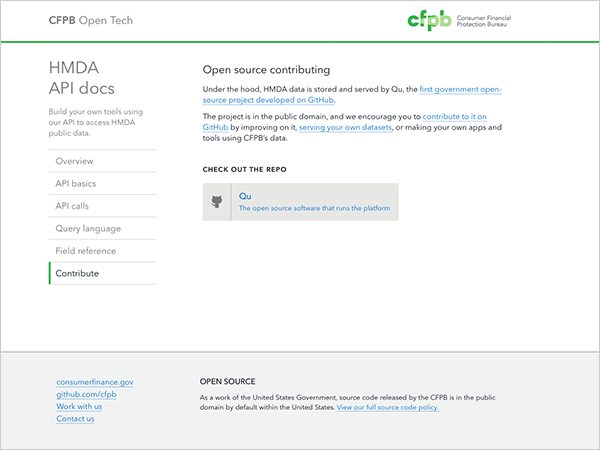 CFPB Open Tech
cfpb Consumer Financial
Protection Bureau
HMDA
API docs
Build your own tools using
our API to access HMDA
public data.
Overview
API basics
API calls
Query language
Field reference
Contribute
Open source contributing
Under the hood, HMDA data is stored and served by Qu, the first government open-
source project developed on GitHub.
The project is in the public domain, and we encourage you to contribute to it on
GitHub by improving on it, serving your own datasets, or making your own apps and
tools using CFPB's data.
CHECK OUT THE REPO
Qu
The open source software that runs the platform
consumerfinance.gov
github.com/cfpb
Work with us
Contact us
OPEN SOURCE
As a work of the United States Government, source code released by the CFPB is in the public
domain by default within the United States. View our full source code policy.